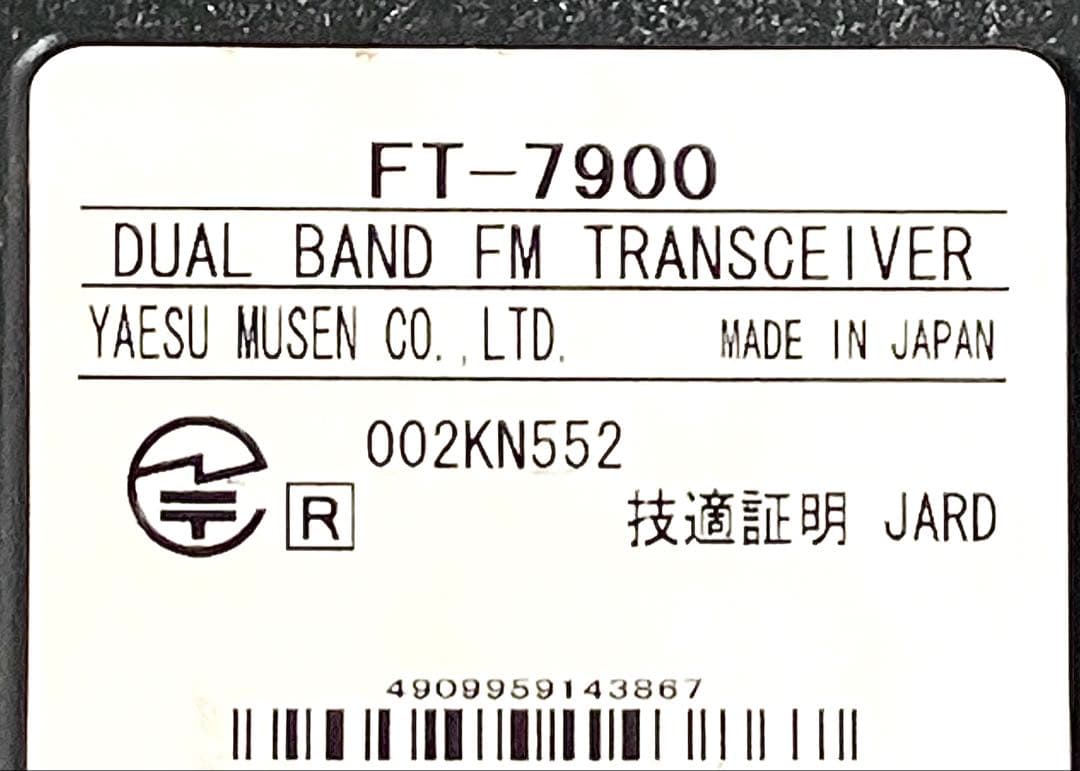 FT-7900
DUAL BAND FM TRANSCEIVER
YAESU MUSEN CO.,LTD. MADE IN JAPAN
002KN552
R 技適証明 JARD
4909959143867